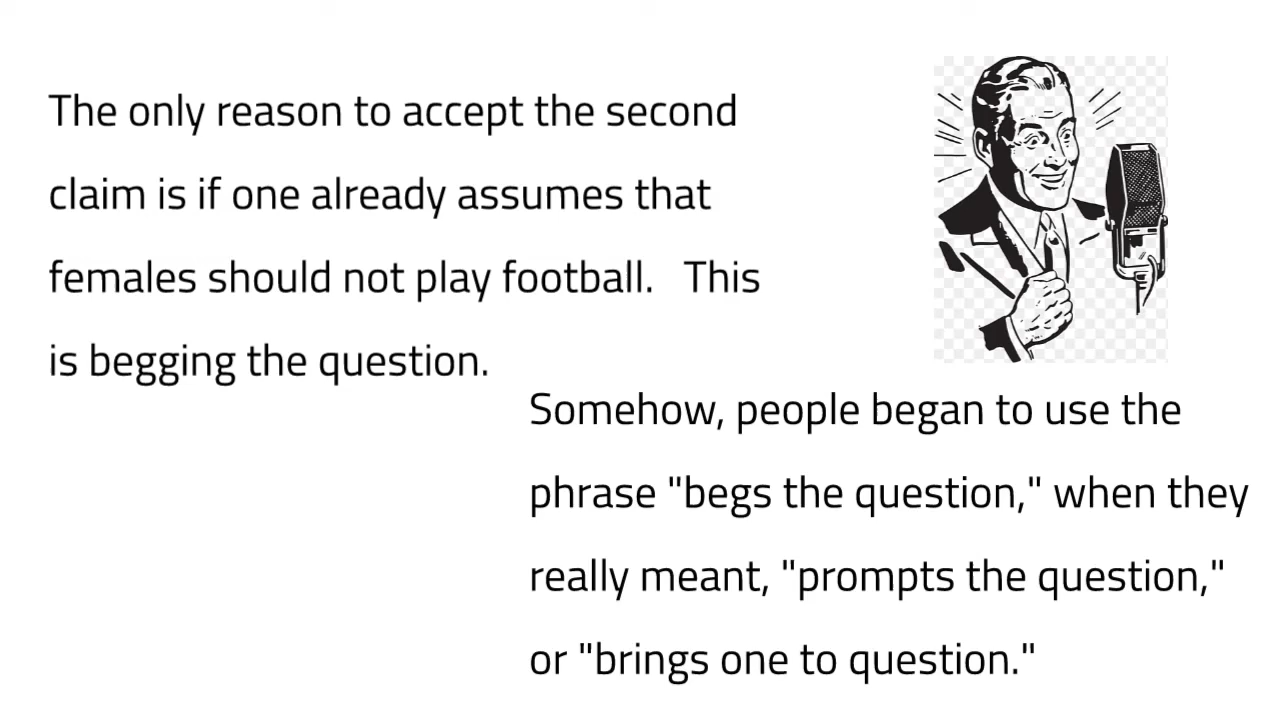 The only reason to accept the second
claim is if one already assumes that
females should not play football.   This
is begging the question.
Somehow, people began to use the
phrase "begs the question," when they
really meant, "prompts the question,"
or "brings one to question."